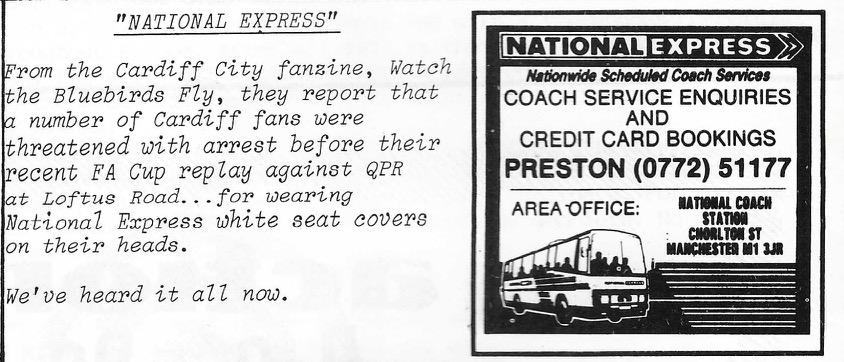 "NATIONAL EXPRESS"
From the Cardiff City fanzine, Watch
the Bluebirds Fly, they report that
a number of Cardiff fans were
threatened with arrest before their
recent FA Cup replay against QPR
at Loftus Road...for wearing
National Express white seat covers
on their heads.
We've heard it all now.
NATIONAL EXPRESS
Nationwide Scheduled Coach Services
COACH SERVICE ENQUIRIES
AND
CREDIT CARD BOOKINGS
PRESTON (0772) 51177
AREA OFFICE:
NATIONAL COACH
STATION
CHORLTON ST
MANCHESTER M1 3JR